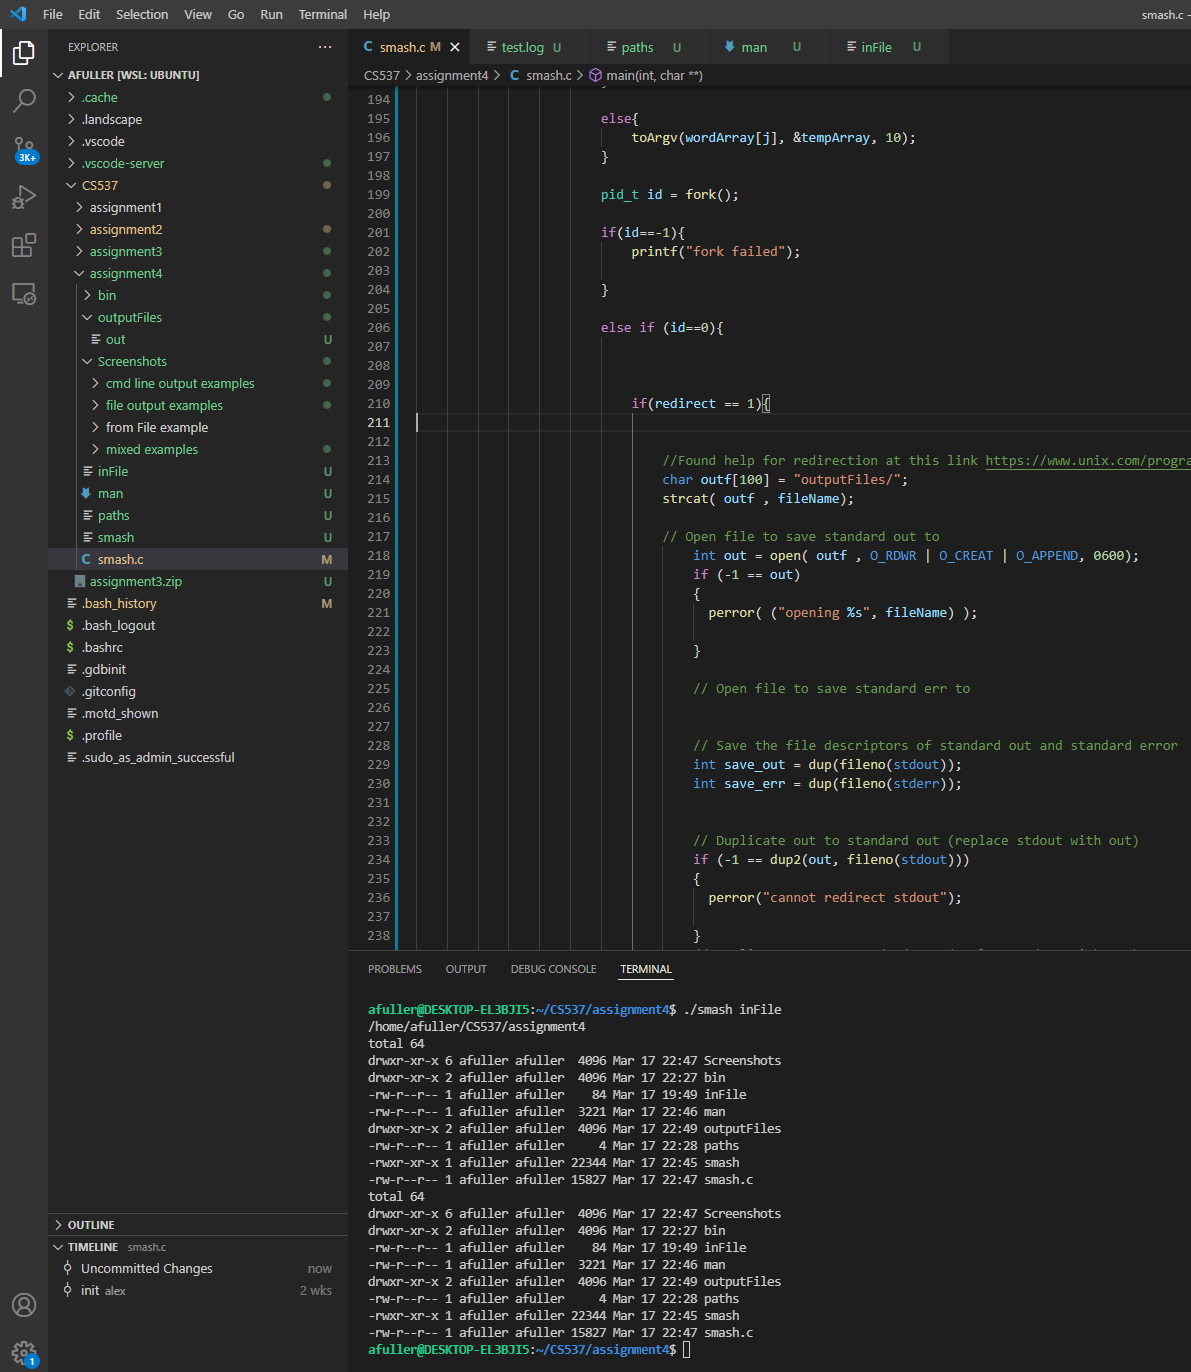 File Edit Selection View Go Run Terminal Help
smash.c -
EXPLORER
AFULLER [WSL: UBUNTU]
.cache
.landscape
.vscode
.vscode-server
CS537
assignment1
assignment2
assignment3
assignment4
bin
outputFiles
out U
Screenshots
cmd line output examples
file output examples
from File example
mixed examples
inFile U
man U
paths U
smash U
smash.c M
assignment3.zip U
.bash_history M
.bash_logout
.bashrc
.gdbinit
.gitconfig
.motd_shown
.profile
.sudo_as_admin_successful
OUTLINE
TIMELINE smash.c
Uncommitted Changes now
init alex 2 wks
3K+
1
smash.c M test.log U paths U man U inFile U
CS537 > assignment4 > C smash.c > main(int, char **)
194 }
195 else{
196 toArgv(wordArray[j], &tempArray, 10);
197 }
198
199 pid_t id = fork();
200
201 if(id==-1){
202 printf("fork failed");
203
204 }
205
206 else if (id==0){
207
208
209
210 if(redirect == 1){
211
212
213 //Found help for redirection at this link https://www.unix.com/progra
214 char outf[100] = "outputFiles/";
215 strcat( outf , fileName);
216
217 // Open file to save standard out to
218 int out = open( outf , O_RDWR | O_CREAT | O_APPEND, 0600);
219 if (-1 == out)
220 {
221 perror( ("opening %s", fileName) );
222
223 }
224
225 // Open file to save standard err to
226
227
228 // Save the file descriptors of standard out and standard error
229 int save_out = dup(fileno(stdout));
230 int save_err = dup(fileno(stderr));
231
232
233 // Duplicate out to standard out (replace stdout with out)
234 if (-1 == dup2(out, fileno(stdout)))
235 {
236 perror("cannot redirect stdout");
237
238 }
PROBLEMS OUTPUT DEBUG CONSOLE TERMINAL
afuller@DESKTOP-EL3BJI5:~/CS537/assignment4$ ./smash inFile
/home/afuller/CS537/assignment4
total 64
drwxr-xr-x 6 afuller afuller 4096 Mar 17 22:47 Screenshots
drwxr-xr-x 2 afuller afuller 4096 Mar 17 22:27 bin
-rw-r--r-- 1 afuller afuller 84 Mar 17 19:49 inFile
-rw-r--r-- 1 afuller afuller 3221 Mar 17 22:46 man
drwxr-xr-x 2 afuller afuller 4096 Mar 17 22:49 outputFiles
-rw-r--r-- 1 afuller afuller 4 Mar 17 22:28 paths
-rwxr-xr-x 1 afuller afuller 22344 Mar 17 22:45 smash
-rw-r--r-- 1 afuller afuller 15827 Mar 17 22:47 smash.c
total 64
drwxr-xr-x 6 afuller afuller 4096 Mar 17 22:47 Screenshots
drwxr-xr-x 2 afuller afuller 4096 Mar 17 22:27 bin
-rw-r--r-- 1 afuller afuller 84 Mar 17 19:49 inFile
-rw-r--r-- 1 afuller afuller 3221 Mar 17 22:46 man
drwxr-xr-x 2 afuller afuller 4096 Mar 17 22:49 outputFiles
-rw-r--r-- 1 afuller afuller 4 Mar 17 22:28 paths
-rwxr-xr-x 1 afuller afuller 22344 Mar 17 22:45 smash
-rw-r--r-- 1 afuller afuller 15827 Mar 17 22:47 smash.c
afuller@DESKTOP-EL3BJI5:~/CS537/assignment4$